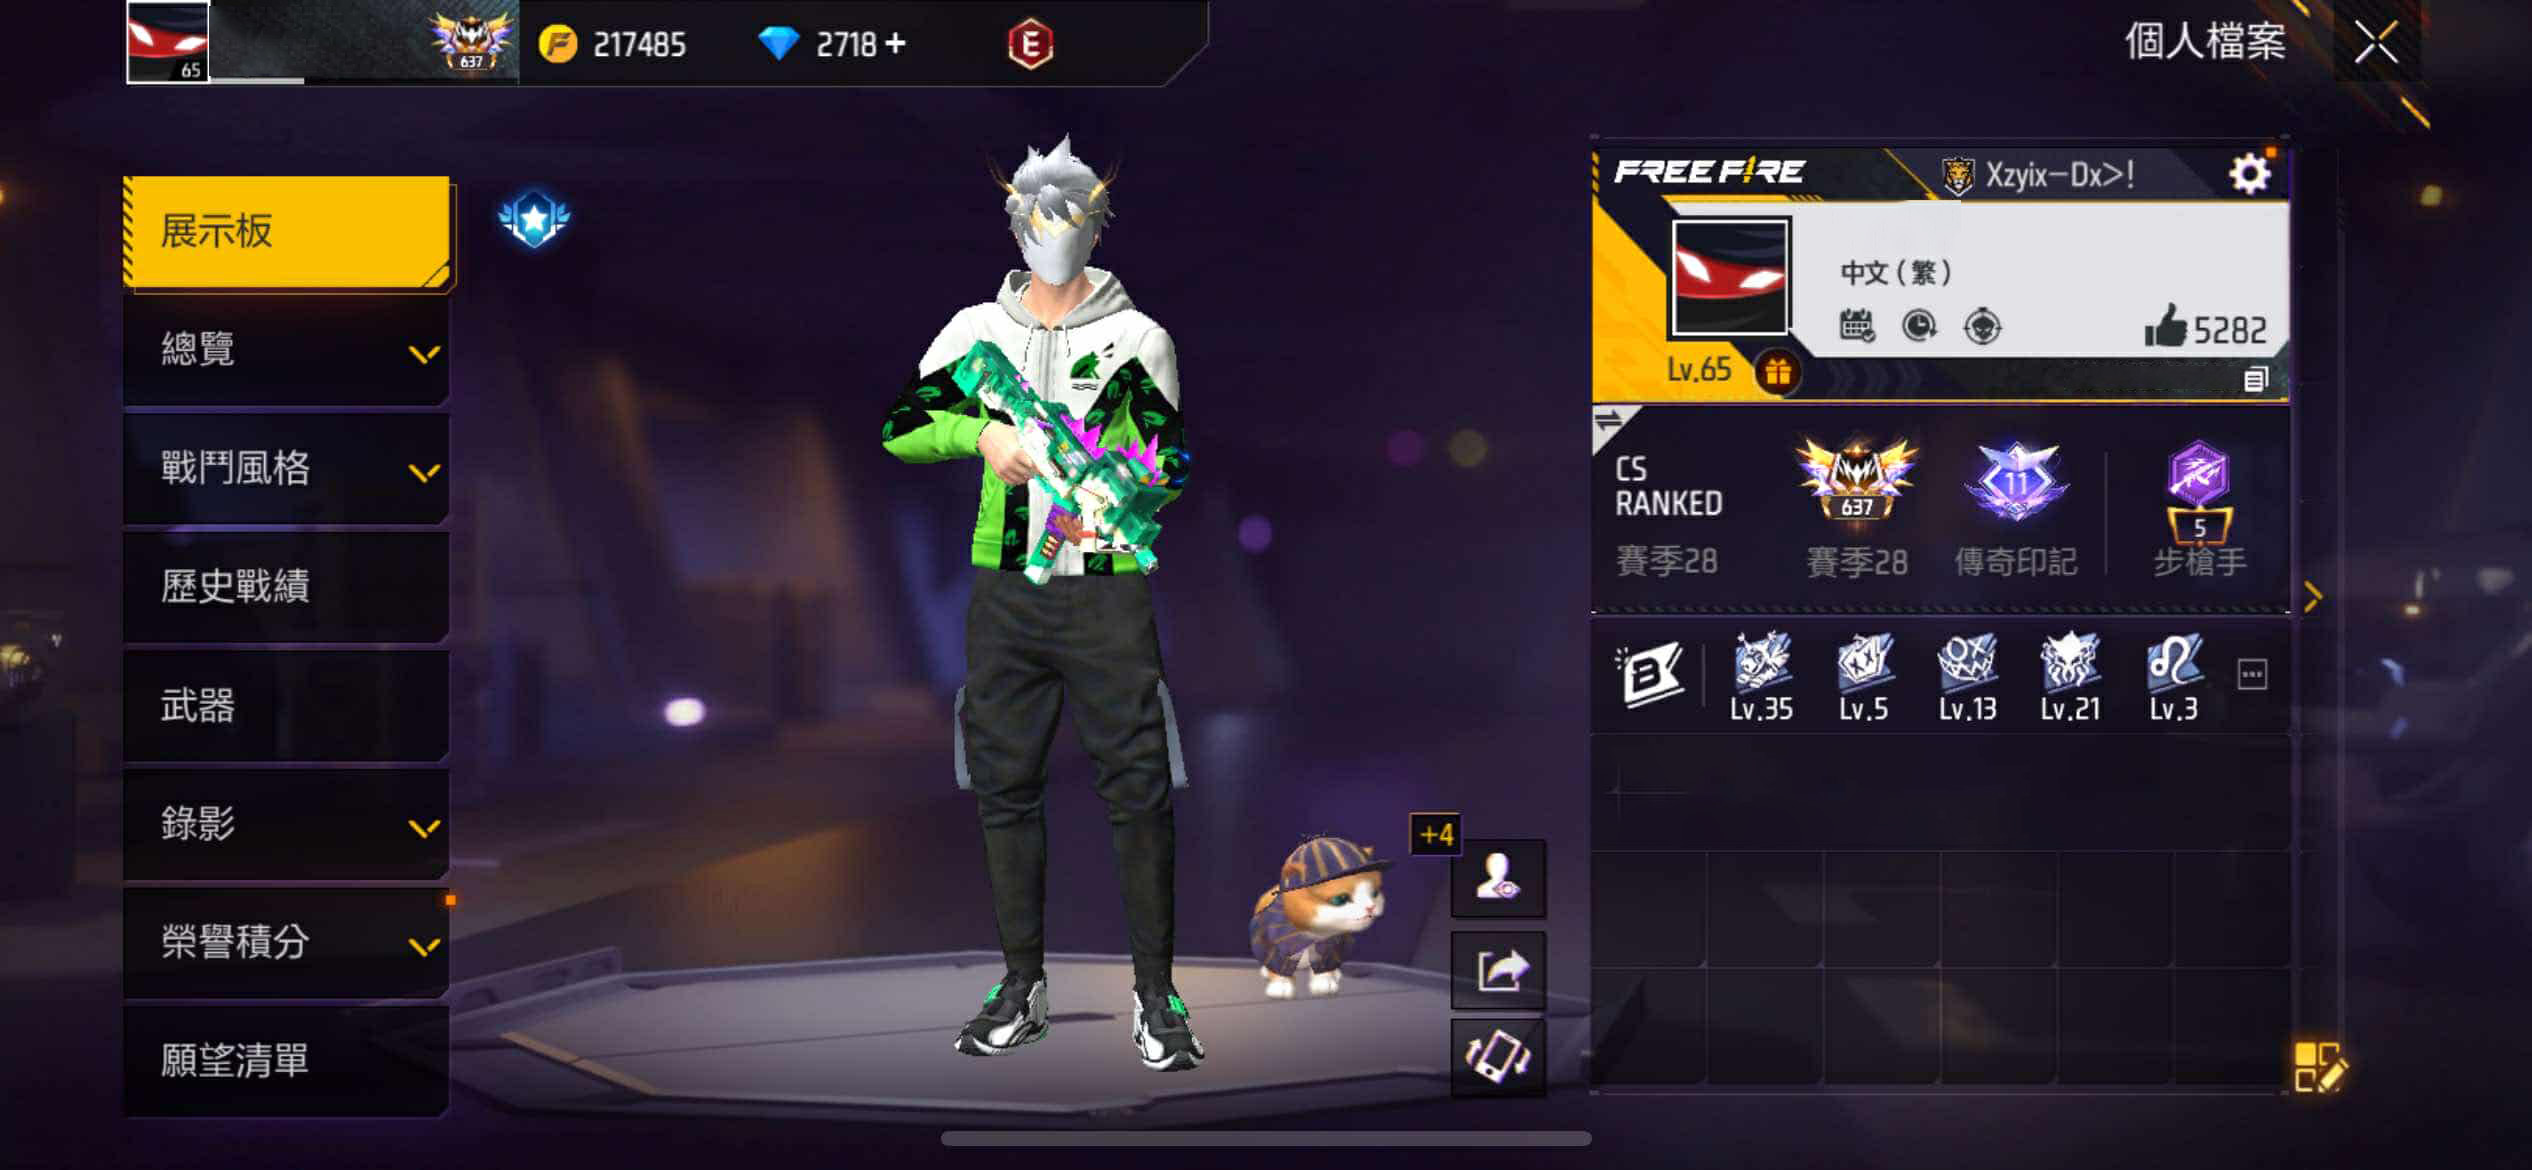 65
637
217485
2718 +
E
個人檔案
展示板
總覽
戰鬥風格
歷史戰績
武器
錄影
榮譽積分
願望清單
+4
FREE FIRE
Xzyix—Dx>!
中文(繁)
5282
Lv.65
CS
RANKED
賽季28
637
賽季28
11
傳奇印記
5
步槍手
B
Lv.35
Lv.5
Lv.13
Lv.21
Lv.3